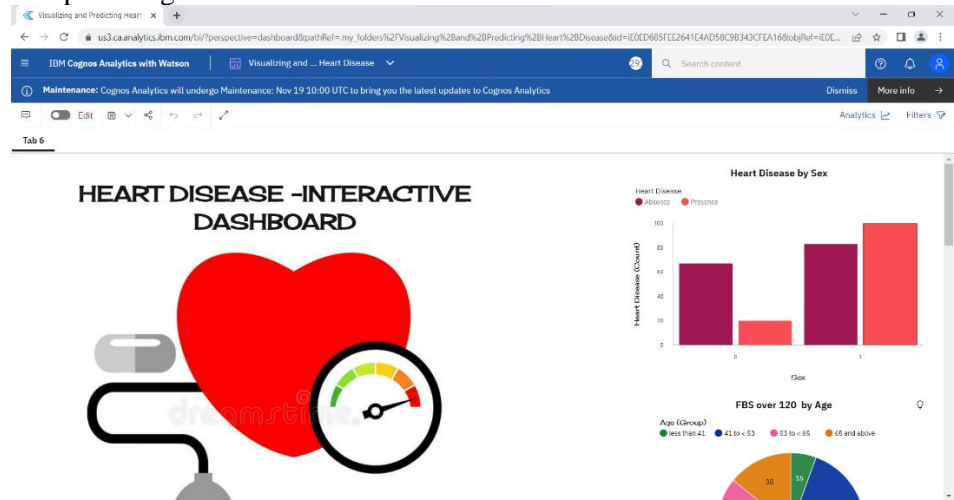 Visualizing and Predicting Heart
us3.ca.analytics.ibm.com/bi/?perspective=dashboard&pathRef=.my_folders%2FVisualizing%2Band%2BPredicting%2BHeart%2BDisease&id=iE0ED605FEE2641E4AD58C9B343CFEA16&objRef=iE0E...
IBM Cognos Analytics with Watson
Visualizing and ... Heart Disease
29
Search content
Maintenance: Cognos Analytics will undergo Maintenance: Nov 19 10:00 UTC to bring you the latest updates to Cognos Analytics
Dismiss
More info
Edit
Analytics
Filters
Tab 6
HEART DISEASE -INTERACTIVE
DASHBOARD
dreamstime
Heart Disease by Sex
Heart Disease
Absence Presence
Heart Disease (Count)
100
80
60
40
20
0
0 1
Sex
FBS over 120 by Age
Age (Group)
less than 41 41 to < 53 53 to < 65 65 and above
38 15